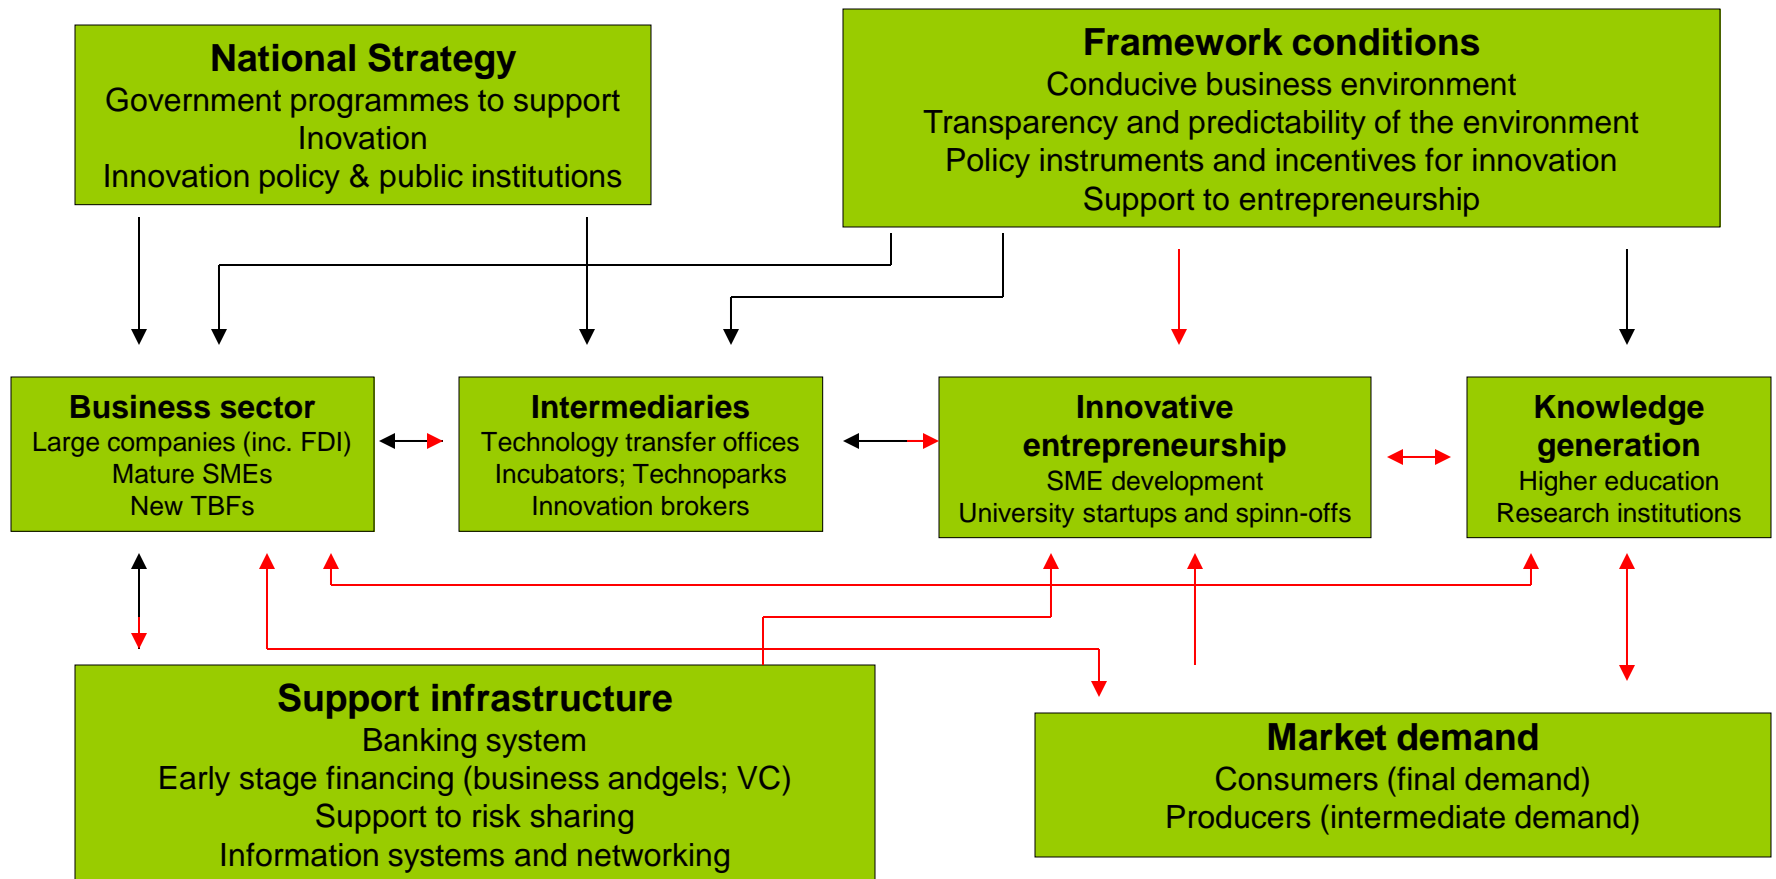 National Strategy
Government programmes to support
Inovation
Innovation policy & public institutions
Framework conditions
Conducive business environment
Transparency and predictability of the environment
Policy instruments and incentives for innovation
Support to entrepreneurship
Business sector
Large companies (inc. FDI)
Mature SMEs
New TBFs
Intermediaries
Technology transfer offices
Incubators; Technoparks
Innovation brokers
Innovative
entrepreneurship
SME development
University startups and spinn-offs
Knowledge
generation
Higher education
Research institutions
Support infrastructure
Banking system
Early stage financing (business andgels; VC)
Support to risk sharing
Information systems and networking
Market demand
Consumers (final demand)
Producers (intermediate demand)